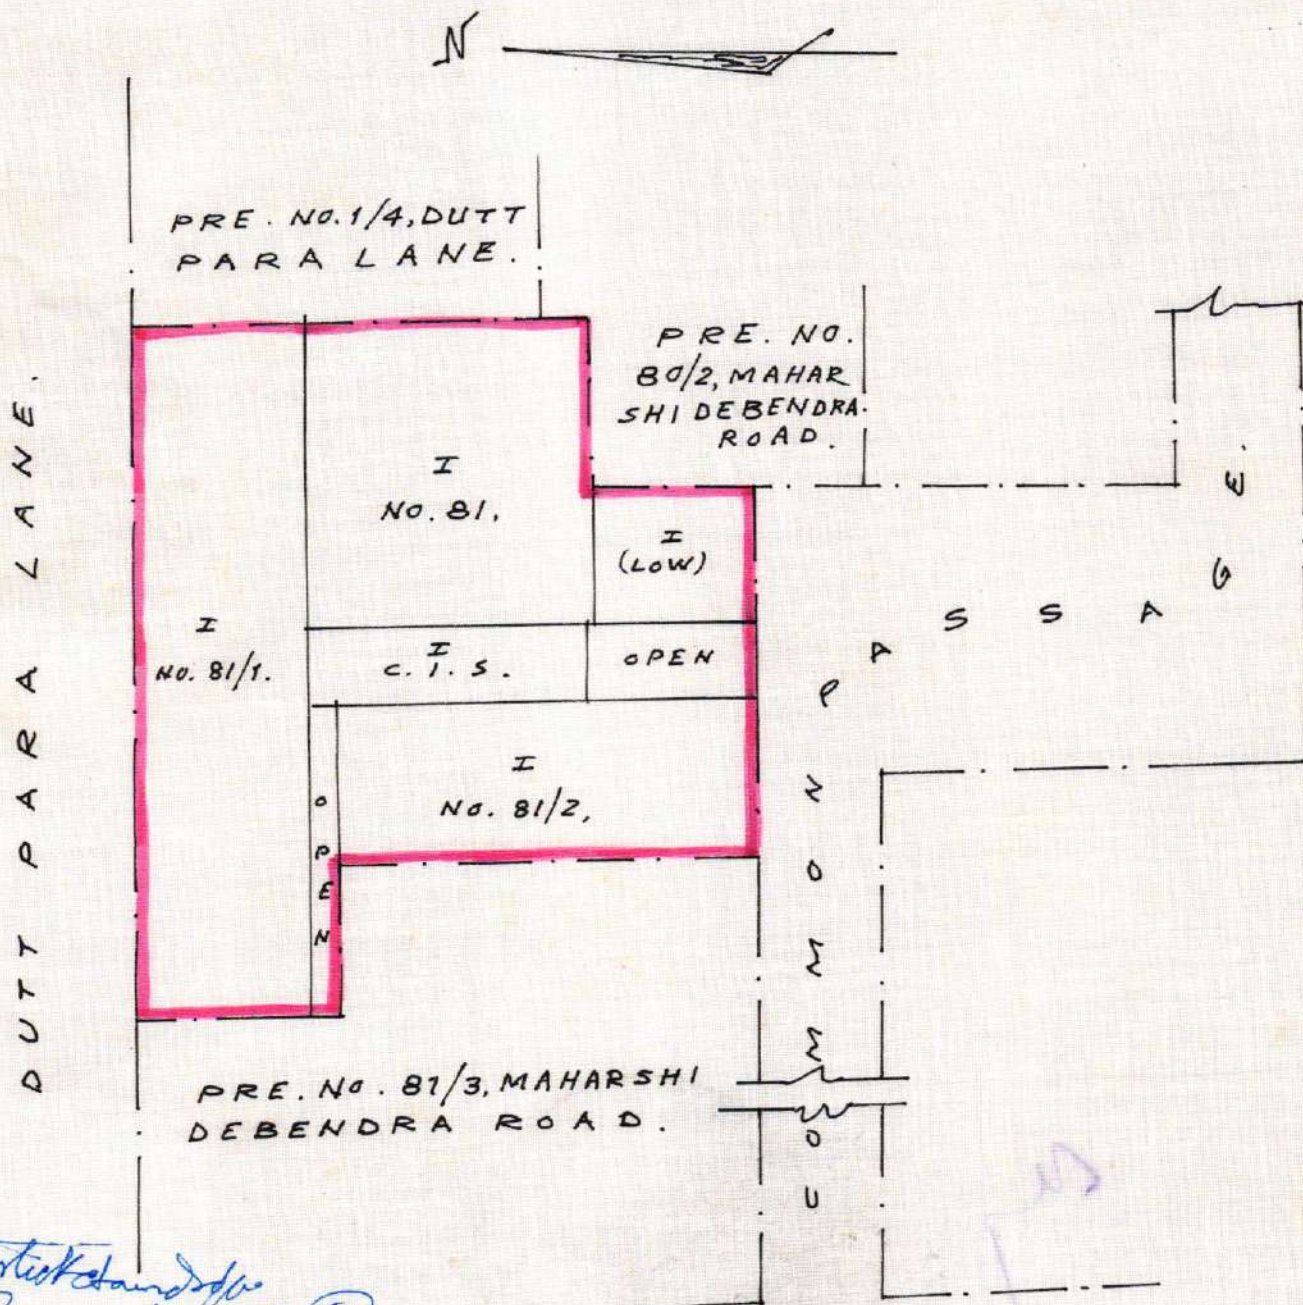 N
PRE. NO. 1/4, DUTT
PARA LANE.
PRE. NO.
80/2, MAHAR
SHI DEBENDRA.
ROAD.
DUTT PARA LANE.
I
NO. 81,
I
(LOW)
I
NO. 81/1.
I
C. I. S.
OPEN
I
NO. 81/2,
OPEN
COMMON PASSAGE.
PRE. NO. 81/3, MAHARSHI
DEBENDRA ROAD.